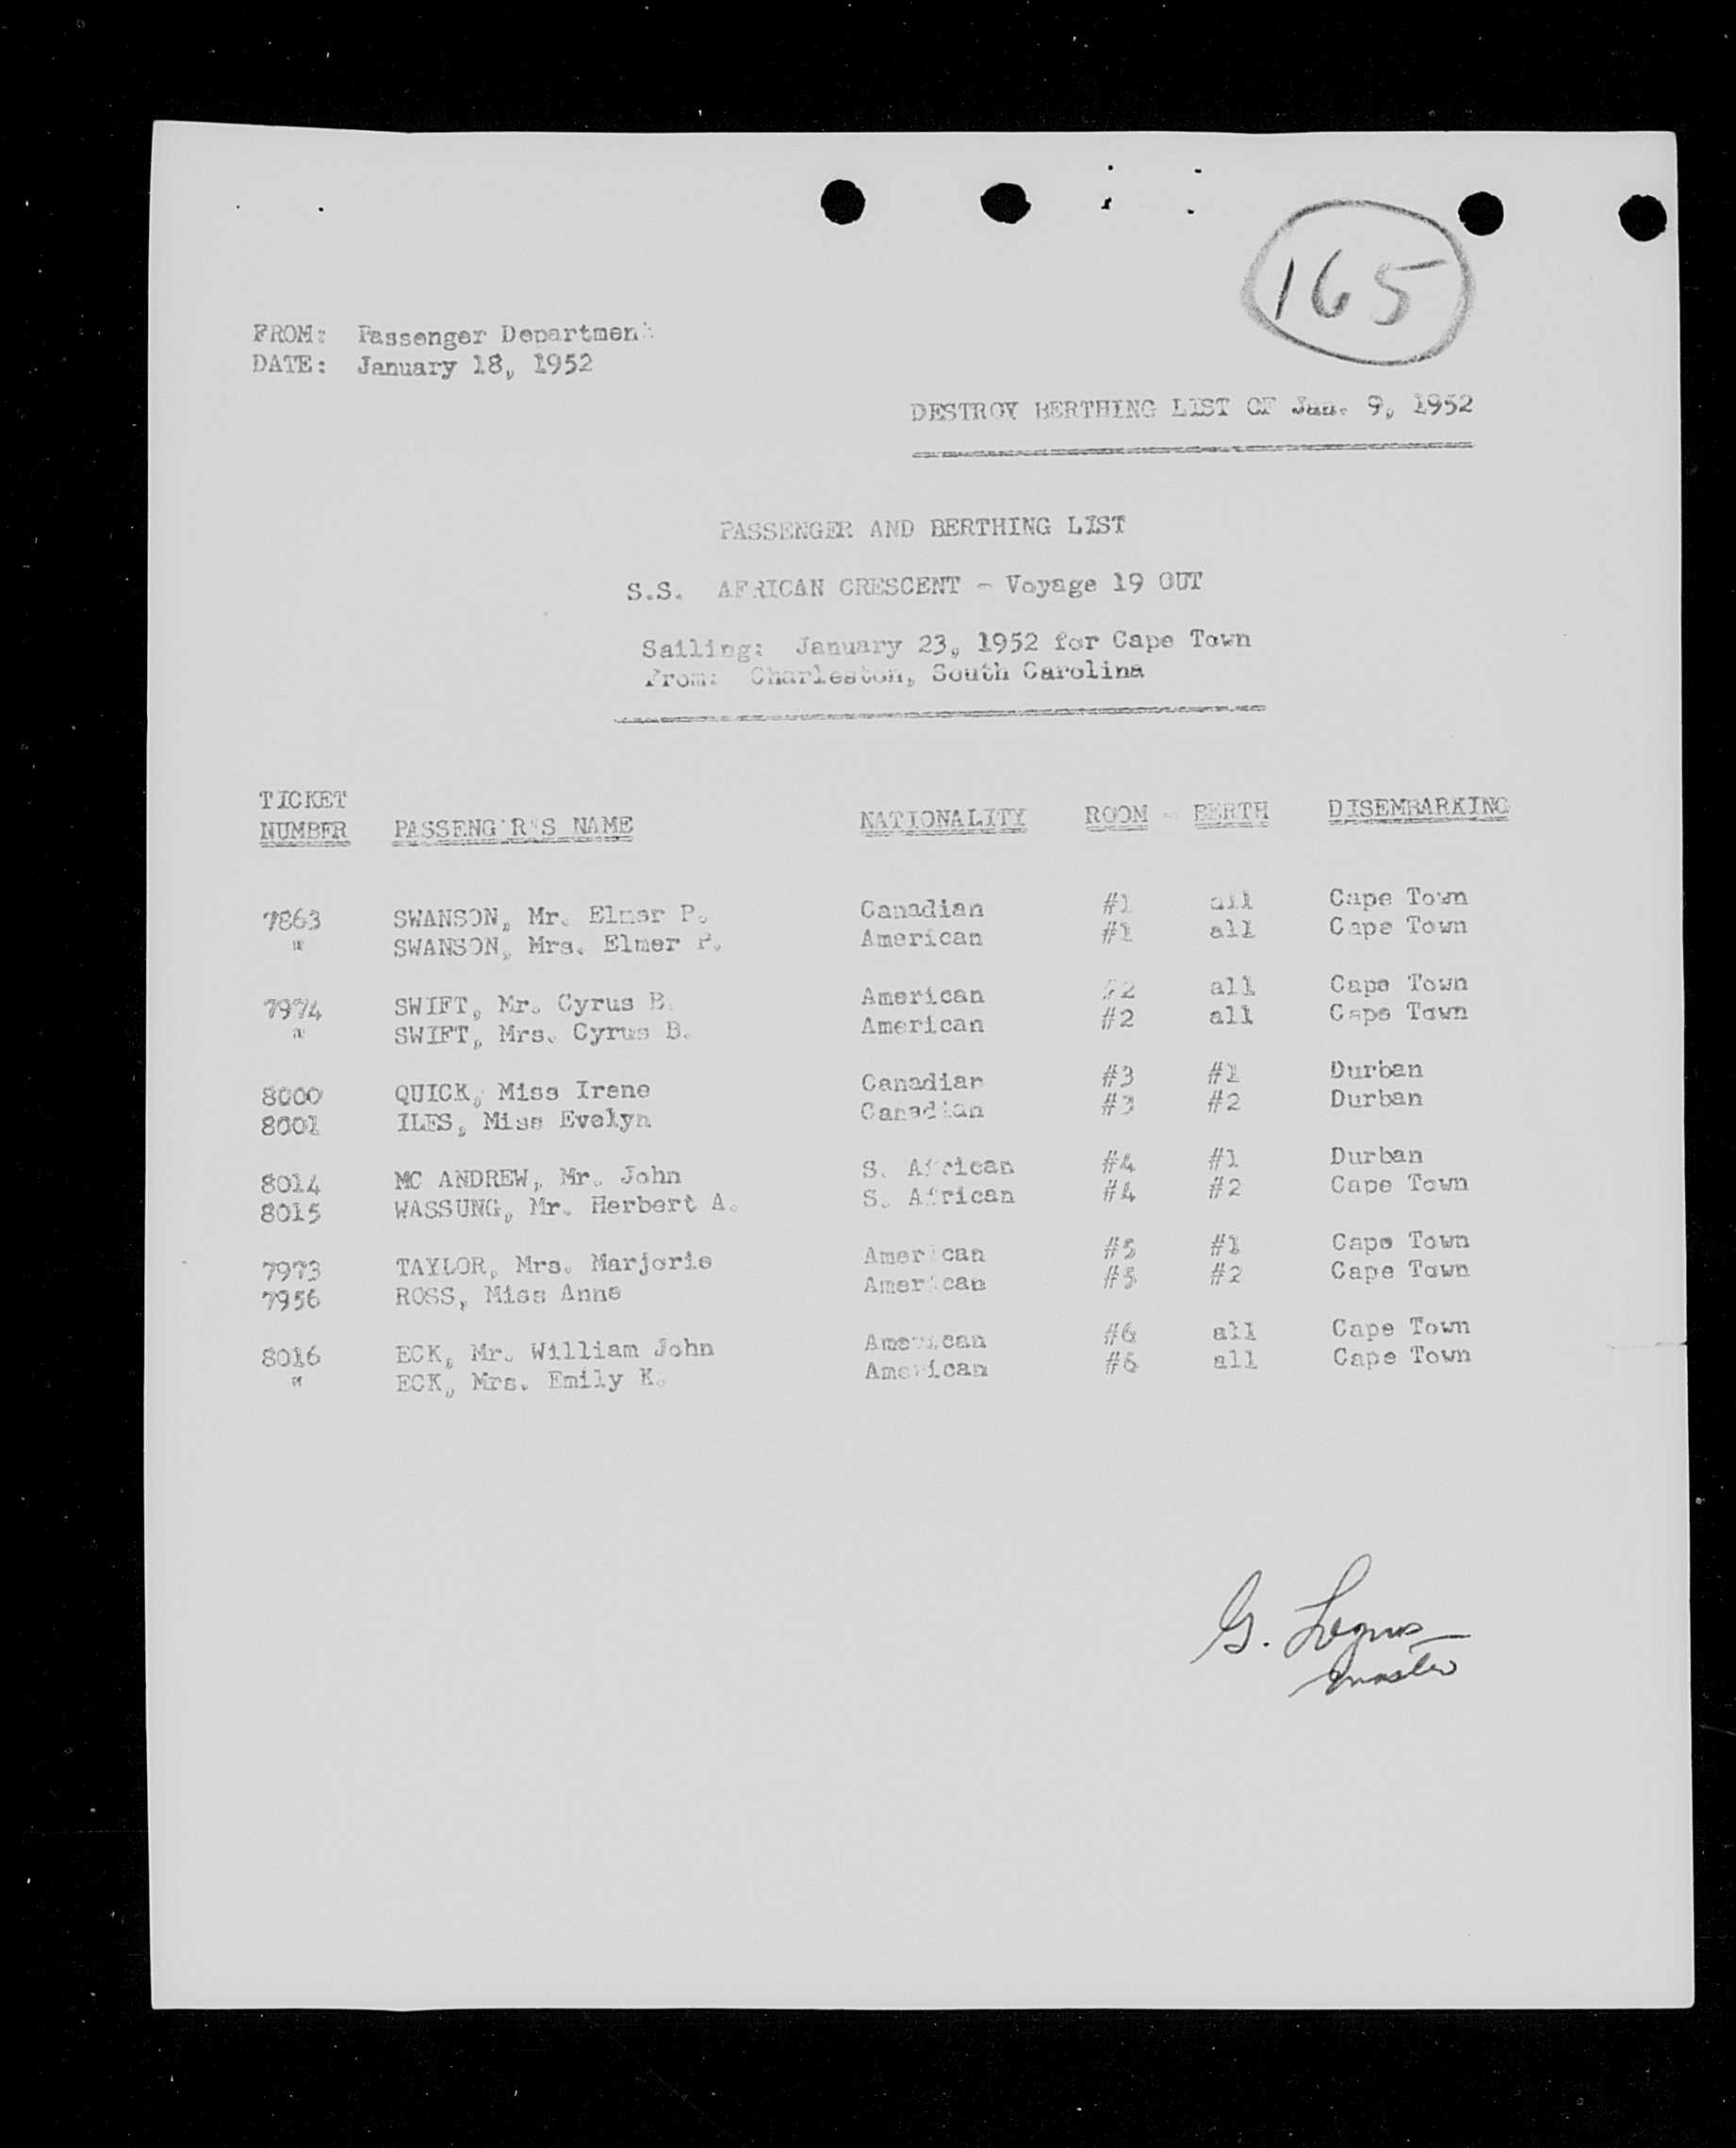 165
FROM: Passenger Department
DATE: January 18, 1952
DESTROY BERTHING LIST OF Jan. 9, 1952
PASSENGER AND BERTHING LIST
S.S. AFRICAN CRESCENT - Voyage 19 OUT
Sailing: January 23, 1952 for Cape Town
From: Charleston, South Carolina
TICKET
NUMBER PASSENG'R'S NAME NATIONALITY ROOM - BERTH DISEMBARKING
7863 SWANSON, Mr. Elmer P. Canadian #1 all Cape Town
" SWANSON, Mrs. Elmer P. American #1 all Cape Town
7974 SWIFT, Mr. Cyrus B. American #2 all Cape Town
" SWIFT, Mrs. Cyrus B. American #2 all Cape Town
8000 QUICK, Miss Irene Canadian #3 #1 Durban
8001 ILES, Miss Evelyn Canadian #3 #2 Durban
8014 MC ANDREW, Mr. John S. African #4 #1 Durban
8015 WASSUNG, Mr. Herbert A. S. African #4 #2 Cape Town
7973 TAYLOR, Mrs. Marjorie American #5 #1 Cape Town
7956 ROSS, Miss Anne American #5 #2 Cape Town
8016 ECK, Mr. William John American #6 all Cape Town
" ECK, Mrs. Emily K. American #6 all Cape Town
G.
master